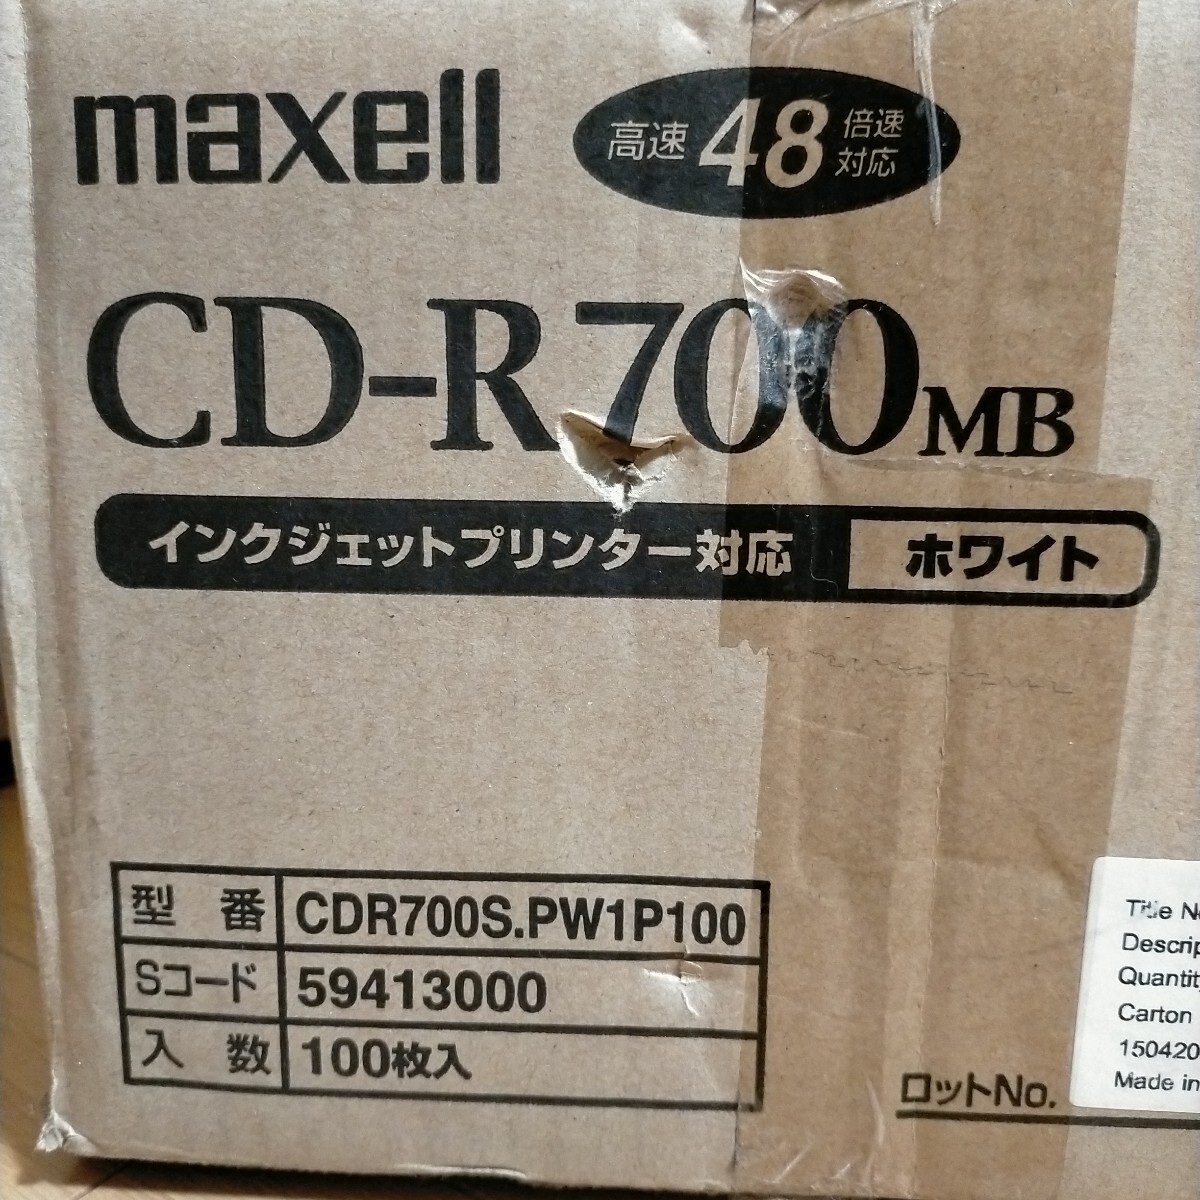 maxell
高速 48 倍速対応
CD-R 700MB
インクジェットプリンター対応 ホワイト
型番 CDR700S.PW1P100
Sコード 59413000
入数 100枚入
ロットNo.
Title
Quantity
Carton
150420
Made in